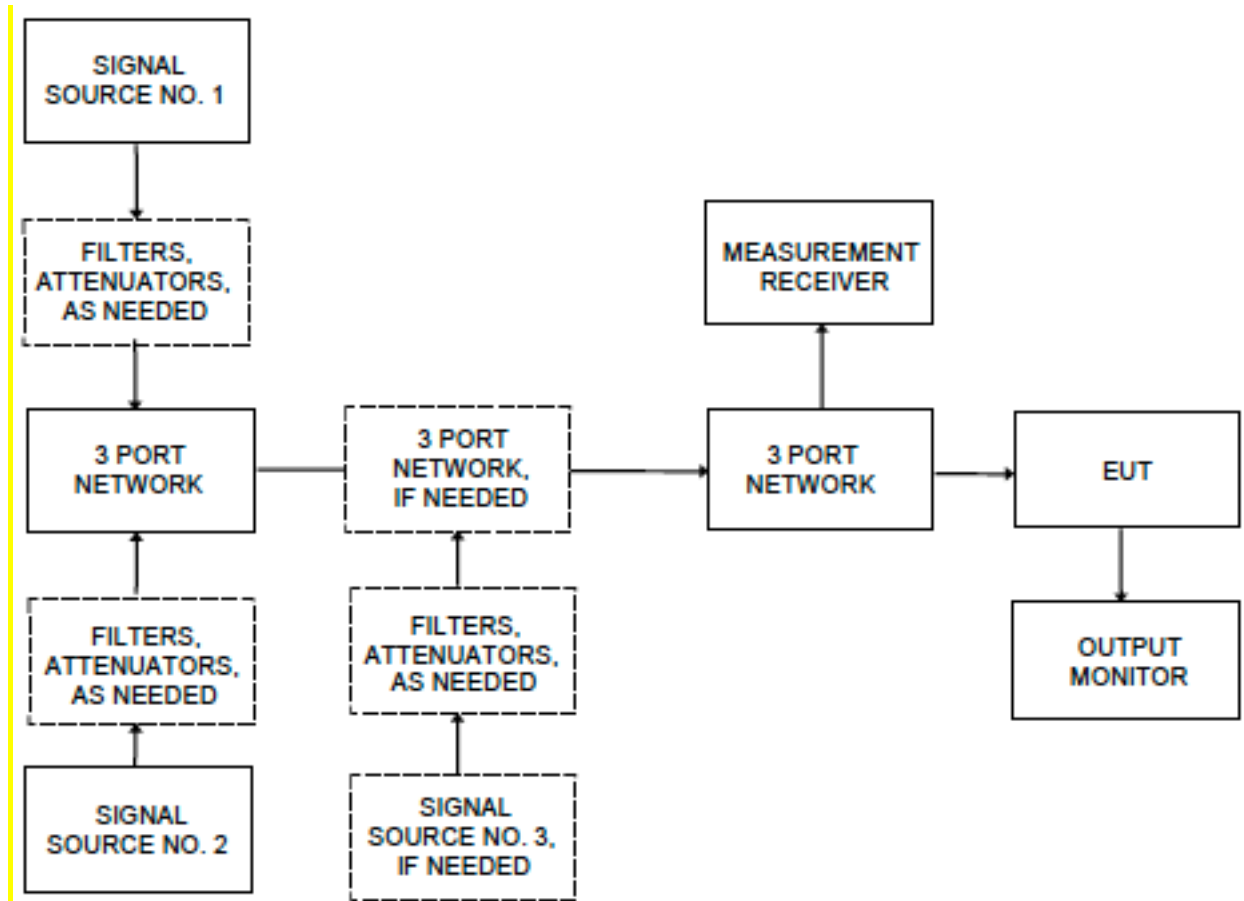 SIGNAL
SOURCE NO. 1
FILTERS,
ATTENUATORS,
AS NEEDED
3 PORT
NETWORK
FILTERS,
ATTENUATORS,
AS NEEDED
SIGNAL
SOURCE NO. 2
3 PORT
NETWORK,
IF NEEDED
FILTERS,
ATTENUATORS,
AS NEEDED
SIGNAL
SOURCE NO. 3,
IF NEEDED
MEASUREMENT
RECEIVER
3 PORT
NETWORK
EUT
OUTPUT
MONITOR